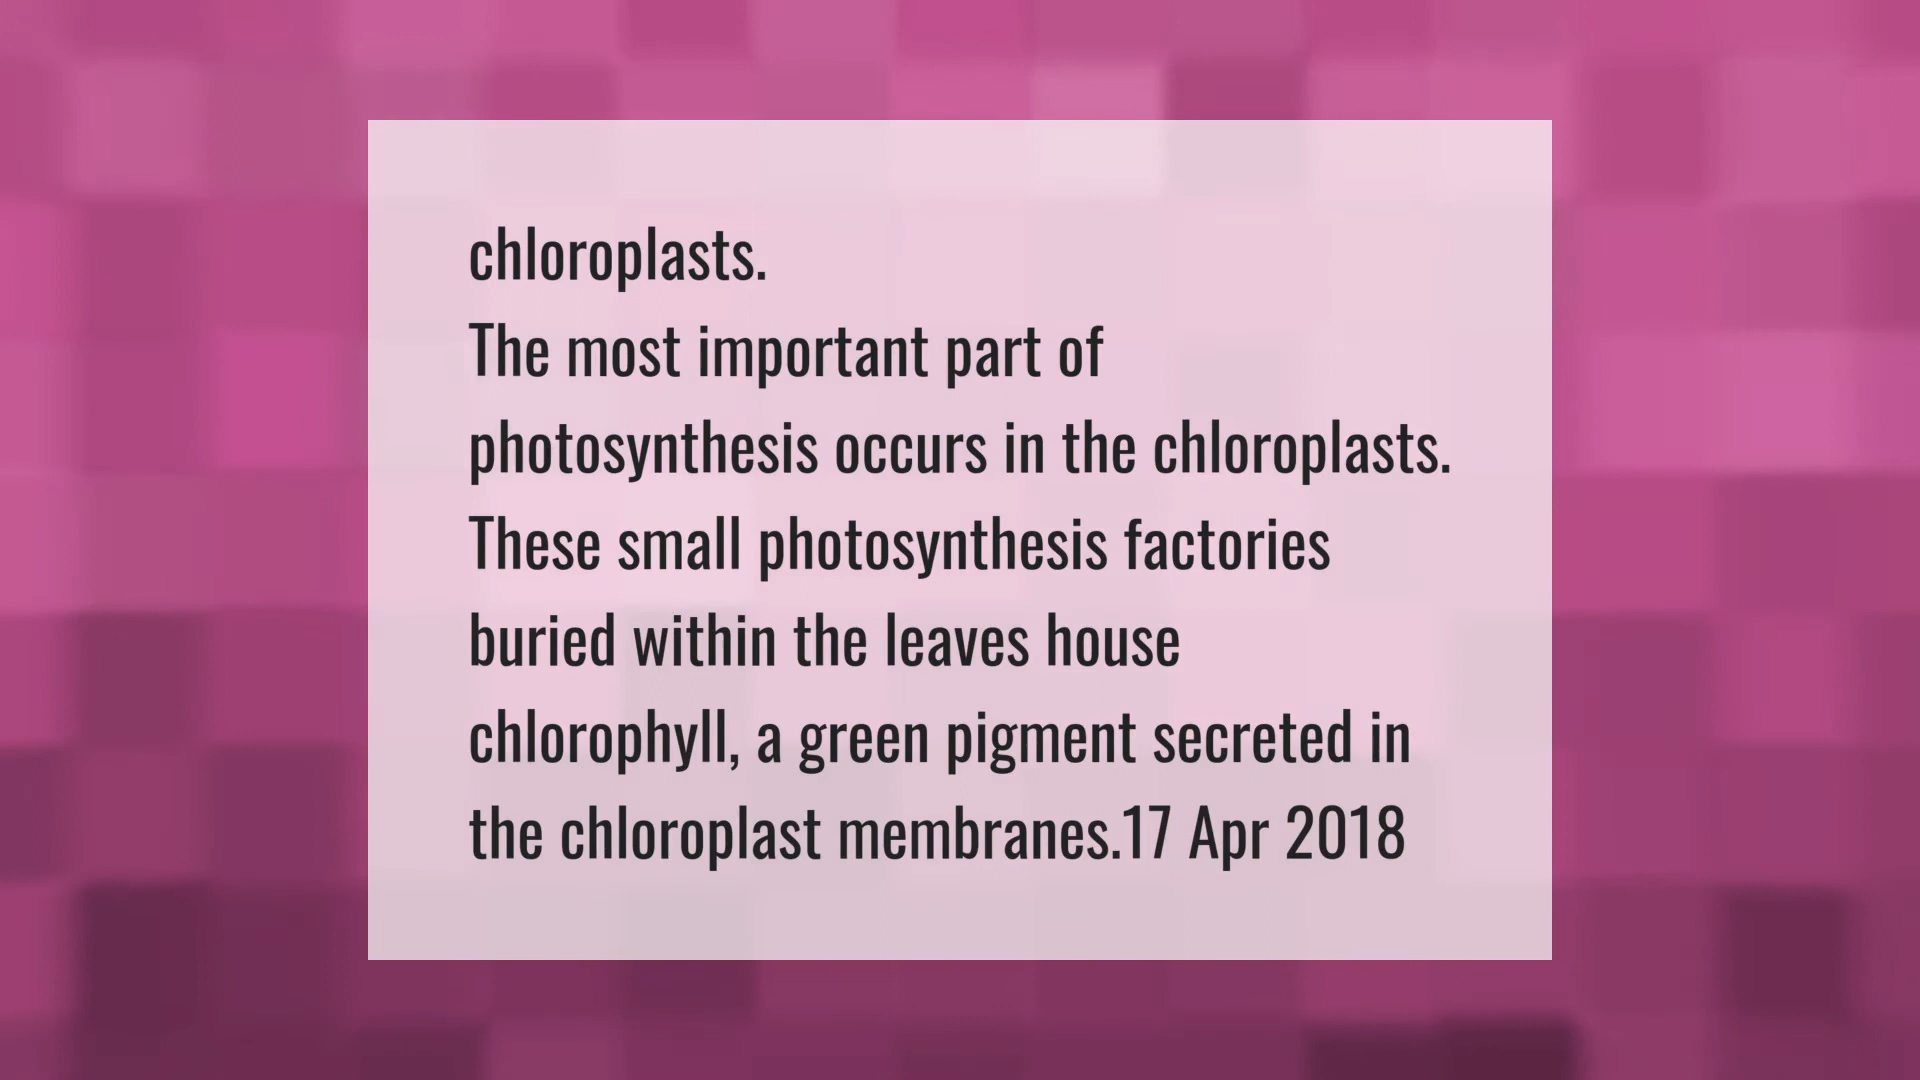 chloroplasts.
The most important part of
photosynthesis occurs in the chloroplasts.
These small photosynthesis factories
buried within the leaves house
chlorophyll, a green pigment secreted in
the chloroplast membranes.17 Apr 2018